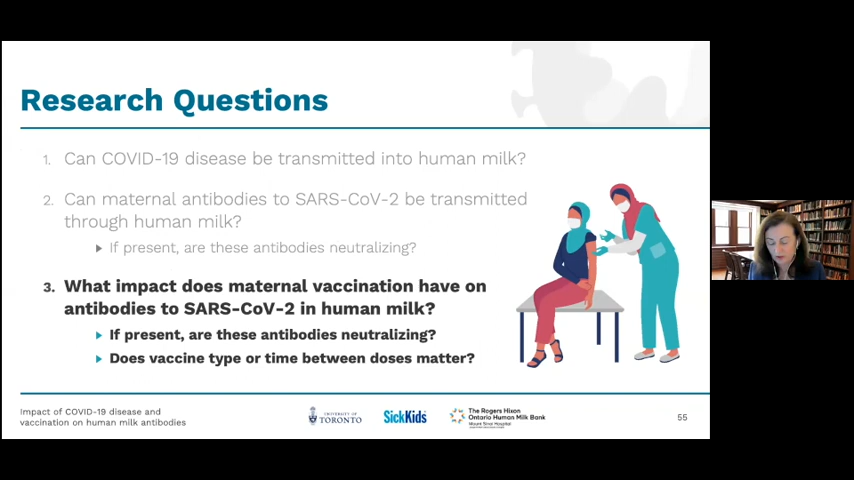 Research Questions
1. Can COVID-19 disease be transmitted into human milk?
2. Can maternal antibodies to SARS-CoV-2 be transmitted
through human milk?
If present, are these antibodies neutralizing?
3. What impact does maternal vaccination have on
antibodies to SARS-CoV-2 in human milk?
If present, are these antibodies neutralizing?
Does vaccine type or time between doses matter?
Impact of COVID-19 disease and
vaccination on human milk antibodies
UNIVERSITY OF
TORONTO
SickKids
The Rogers Hixon
Ontario Human Milk Bank
Mount Sinai Hospital
55